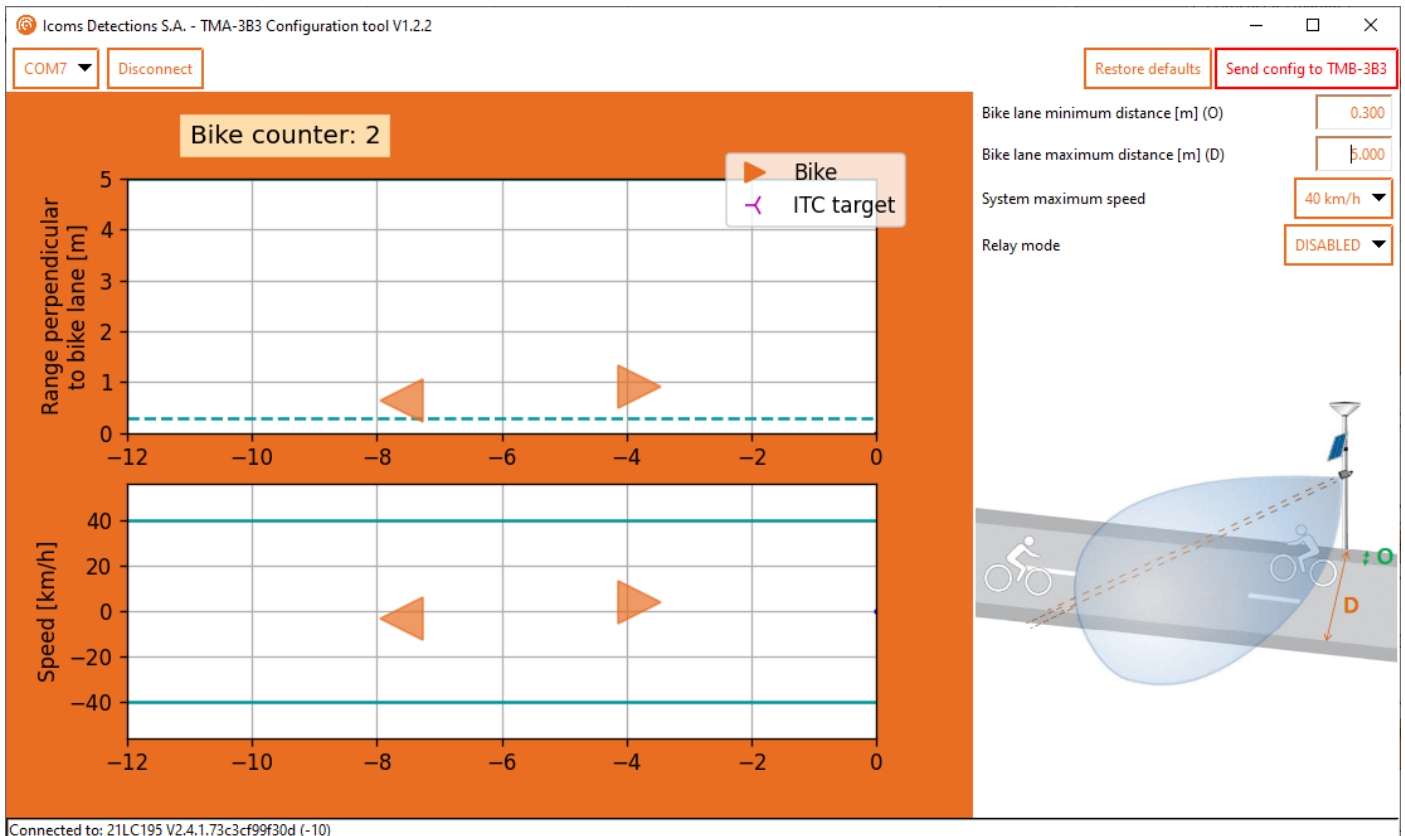 Icoms Detections S.A. - TMA-3B3 Configuration tool V1.2.2
COM7
Disconnect
Restore defaults
Send config to TMB-3B3
Bike counter: 2
Bike
ITC target
Range perpendicular
to bike lane [m]
5
4
3
2
1
0
−12
−10
−8
−6
−4
−2
0
Speed [km/h]
40
20
0
−20
−40
−12
−10
−8
−6
−4
−2
0
Bike lane minimum distance [m] (O)
0.300
Bike lane maximum distance [m] (D)
5.000
System maximum speed
40 km/h
Relay mode
DISABLED
O
D
Connected to: 21LC195 V2.4.1.73c3cf99f30d (-10)